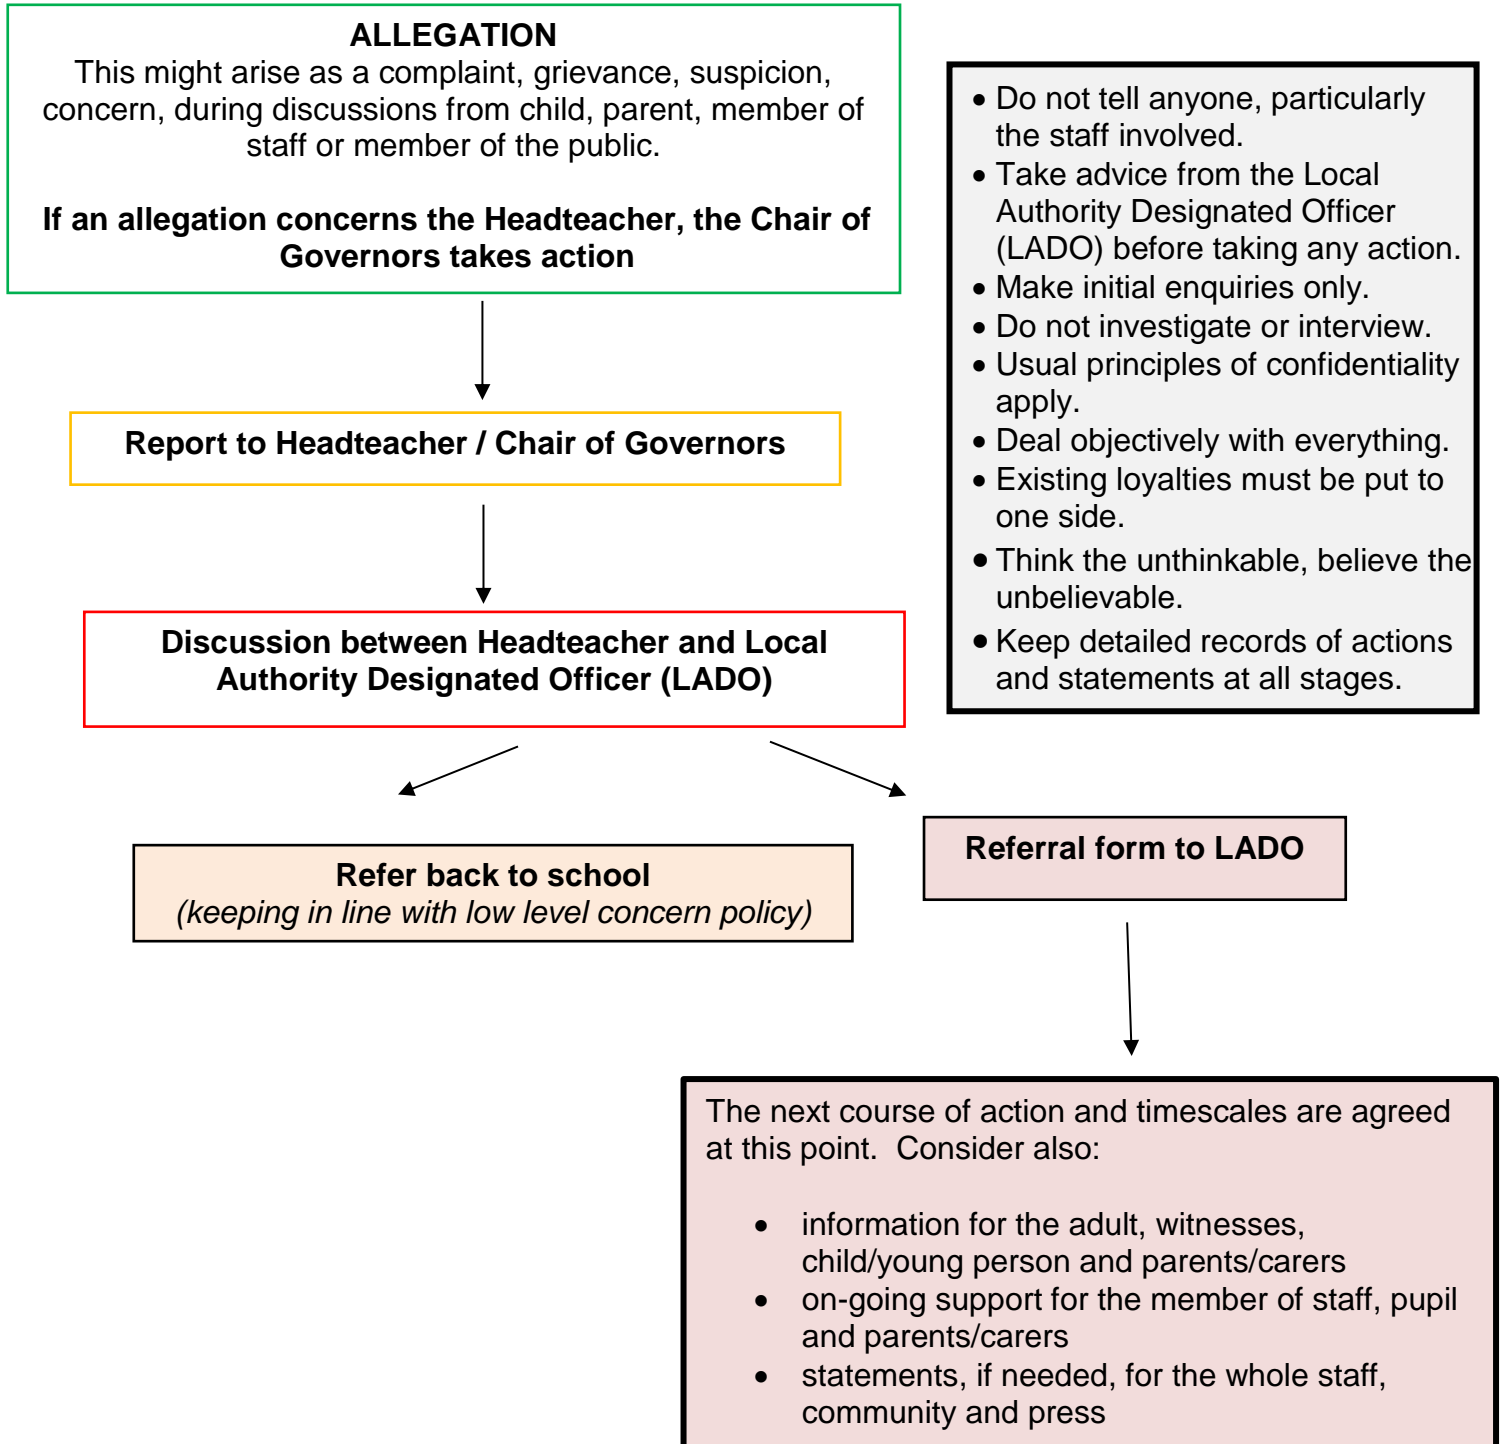 ALLEGATION
This might arise as a complaint, grievance, suspicion,
concern, during discussions from child, parent, member of
staff or member of the public.
If an allegation concerns the Headteacher, the Chair of
Governors takes action
• Do not tell anyone, particularly
the staff involved.
• Take advice from the Local
Authority Designated Officer
(LADO) before taking any action.
• Make initial enquiries only.
• Do not investigate or interview.
• Usual principles of confidentiality
apply.
• Deal objectively with everything.
• Existing loyalties must be put to
one side.
• Think the unthinkable, believe the
unbelievable.
• Keep detailed records of actions
and statements at all stages.
Report to Headteacher / Chair of Governors
Discussion between Headteacher and Local
Authority Designated Officer (LADO)
Refer back to school
(keeping in line with low level concern policy)
Referral form to LADO
The next course of action and timescales are agreed
at this point.  Consider also:
• information for the adult, witnesses,
child/young person and parents/carers
• on-going support for the member of staff, pupil
and parents/carers
• statements, if needed, for the whole staff,
community and press